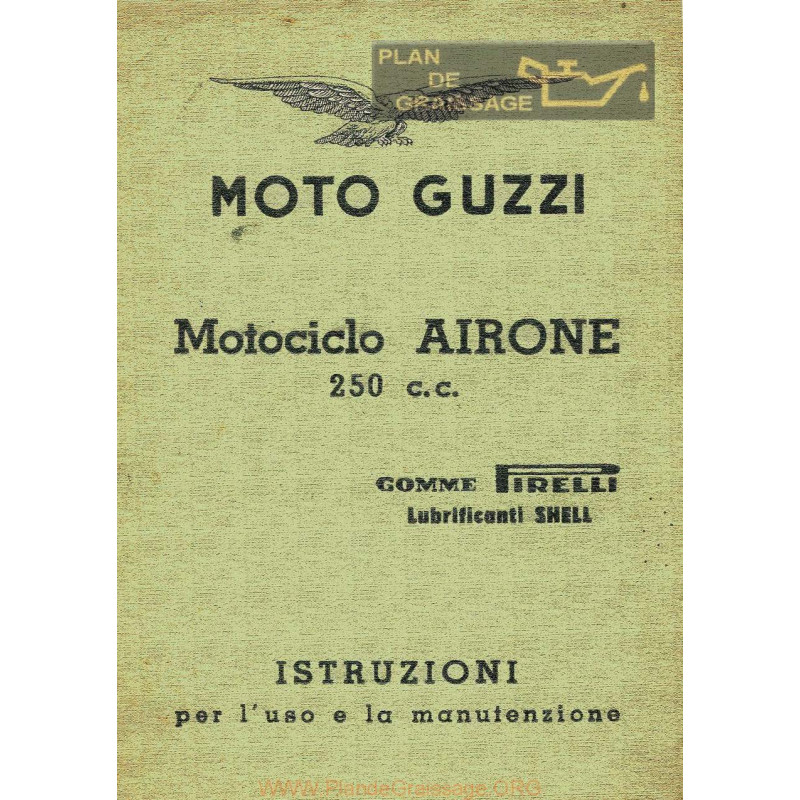 PLAN
DE
GRAISSAGE
MOTO GUZZI
Motociclo AIRONE
250 c.c.
GOMME PIRELLI
Lubrificanti SHELL
ISTRUZIONI
per l'uso e la manutenzione
WWW.PlandeGraissage.ORG